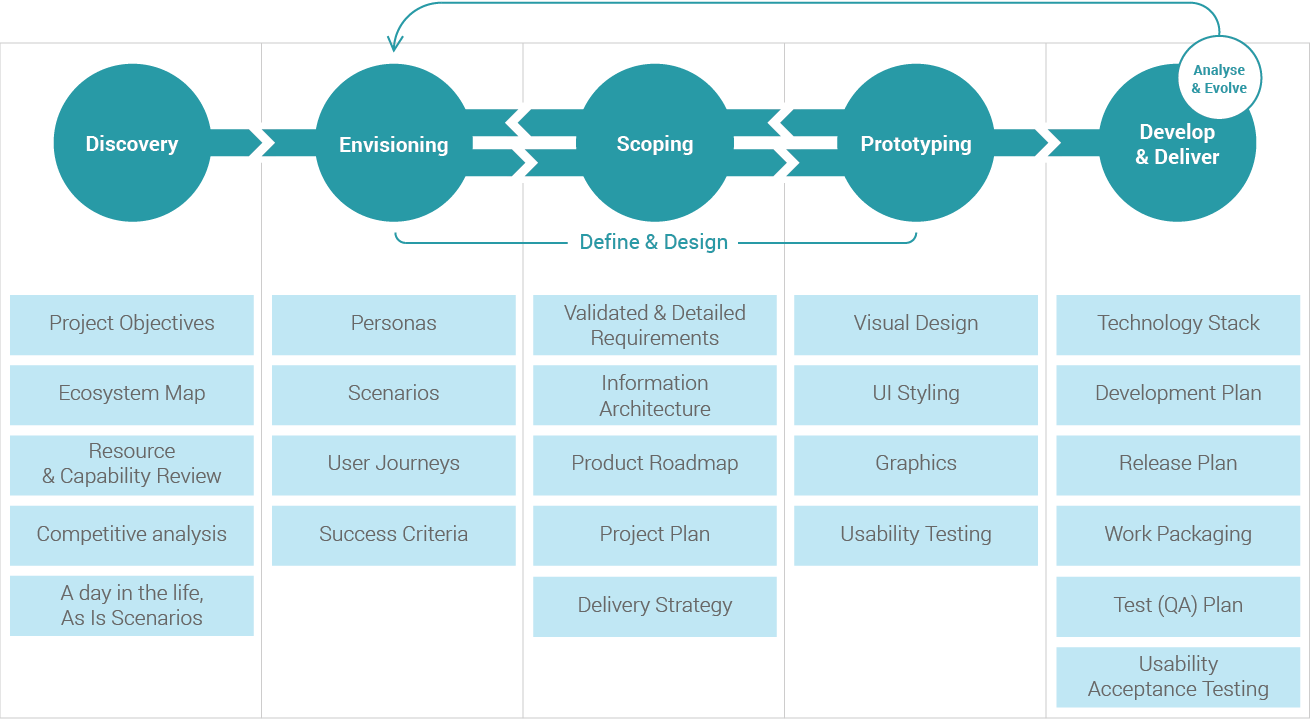 Analyse
& Evolve
Discovery
Envisioning
Scoping
Prototyping
Develop
& Deliver
Define & Design
Project Objectives
Ecosystem Map
Resource
& Capability Review
Competitive analysis
A day in the life,
As Is Scenarios
Personas
Scenarios
User Journeys
Success Criteria
Validated & Detailed
Requirements
Information
Architecture
Product Roadmap
Project Plan
Delivery Strategy
Visual Design
UI Styling
Graphics
Usability Testing
Technology Stack
Development Plan
Release Plan
Work Packaging
Test (QA) Plan
Usability
Acceptance Testing